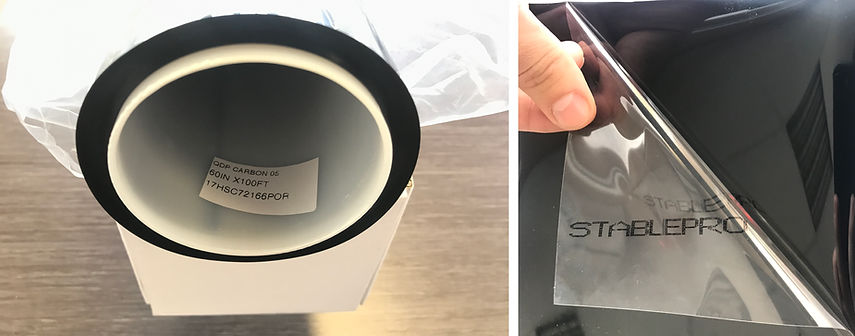 QDP CARBON 05
60IN X100FT
17HSC72166POR
STABLEPRO